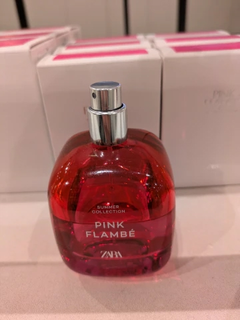 SUMMER
COLLECTION
PINK
FLAMBÉ
ZARA